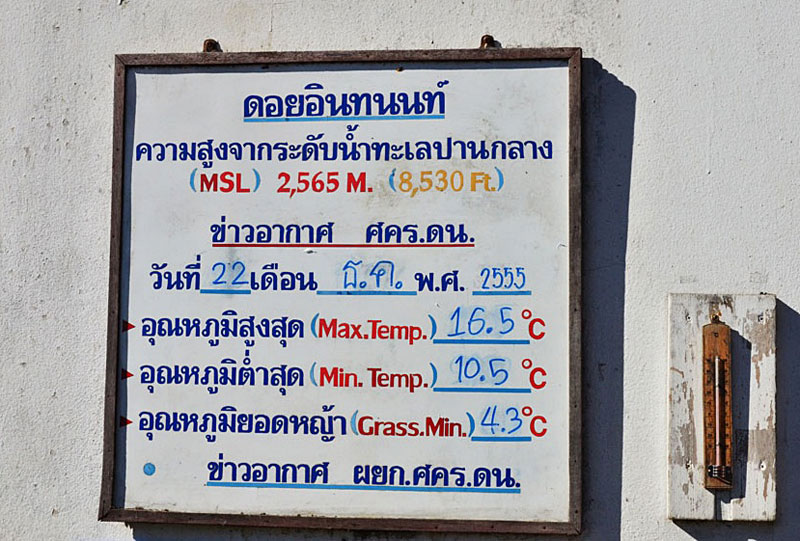 ดอยอินทนนท์
ความสูงจากระดับน้ำทะเลปานกลาง
(MSL) 2,565 M. (8,530 Ft.)
ข่าวอากาศ ศคร.ดน.
วันที่ 22 เดือน ธ.ค. พ.ศ. 2555
อุณหภูมิสูงสุด (Max.Temp.) 16.5 °C
อุณหภูมิต่ำสุด (Min. Temp.) 10.5 °C
อุณหภูมิยอดหญ้า (Grass.Min.) 4.3 °C
ข่าวอากาศ ผยก.ศคร.ดน.